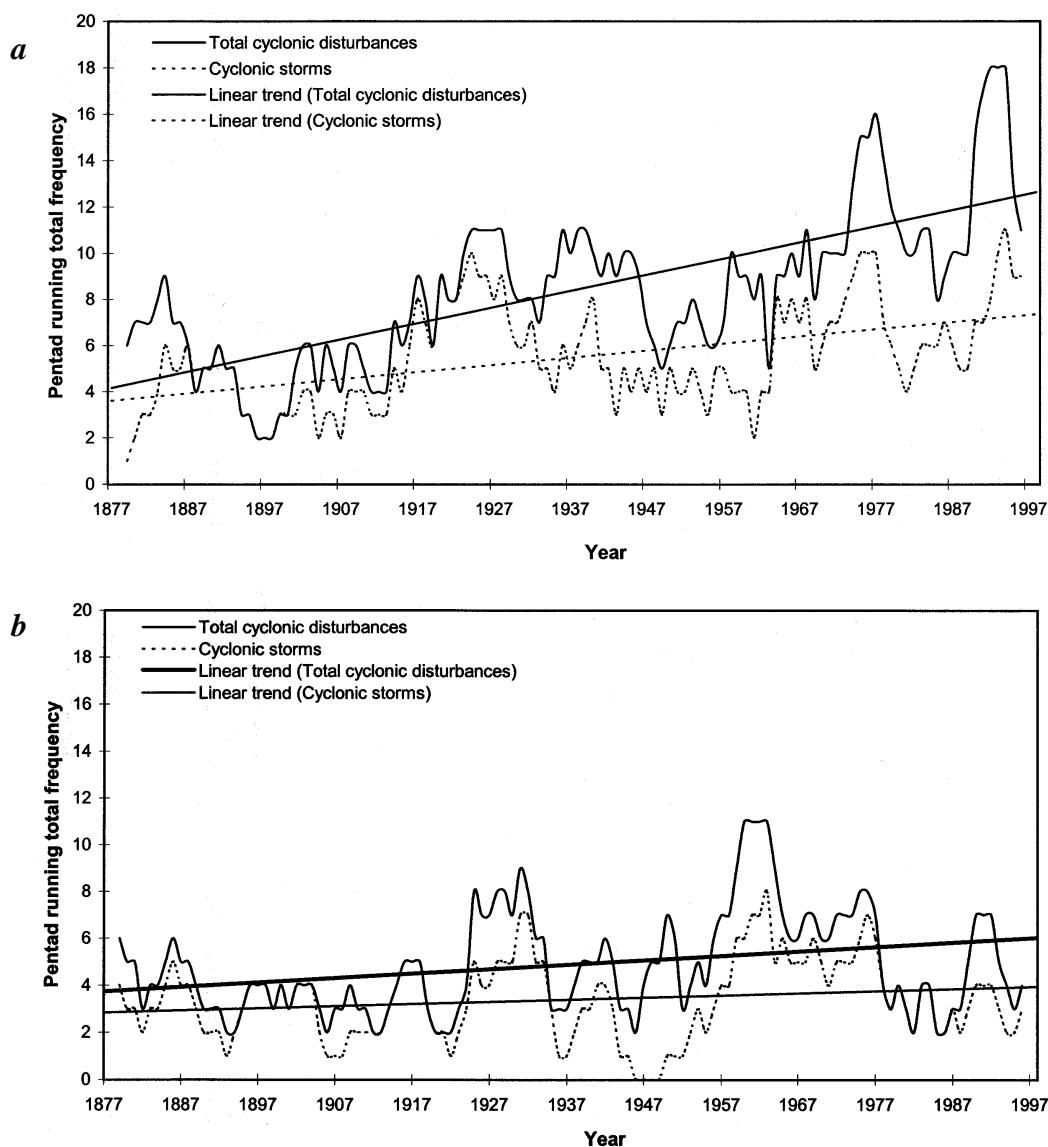 a
Total cyclonic disturbances
Cyclonic storms
Linear trend (Total cyclonic disturbances)
Linear trend (Cyclonic storms)
Pentad running total frequency
20
18
16
14
12
10
8
6
4
2
0
1877 1887 1897 1907 1917 1927 1937 1947 1957 1967 1977 1987 1997
Year
b
Total cyclonic disturbances
Cyclonic storms
Linear trend (Total cyclonic disturbances)
Linear trend (Cyclonic storms)
Pentad running total frequency
20
18
16
14
12
10
8
6
4
2
0
1877 1887 1897 1907 1917 1927 1937 1947 1957 1967 1977 1987 1997
Year